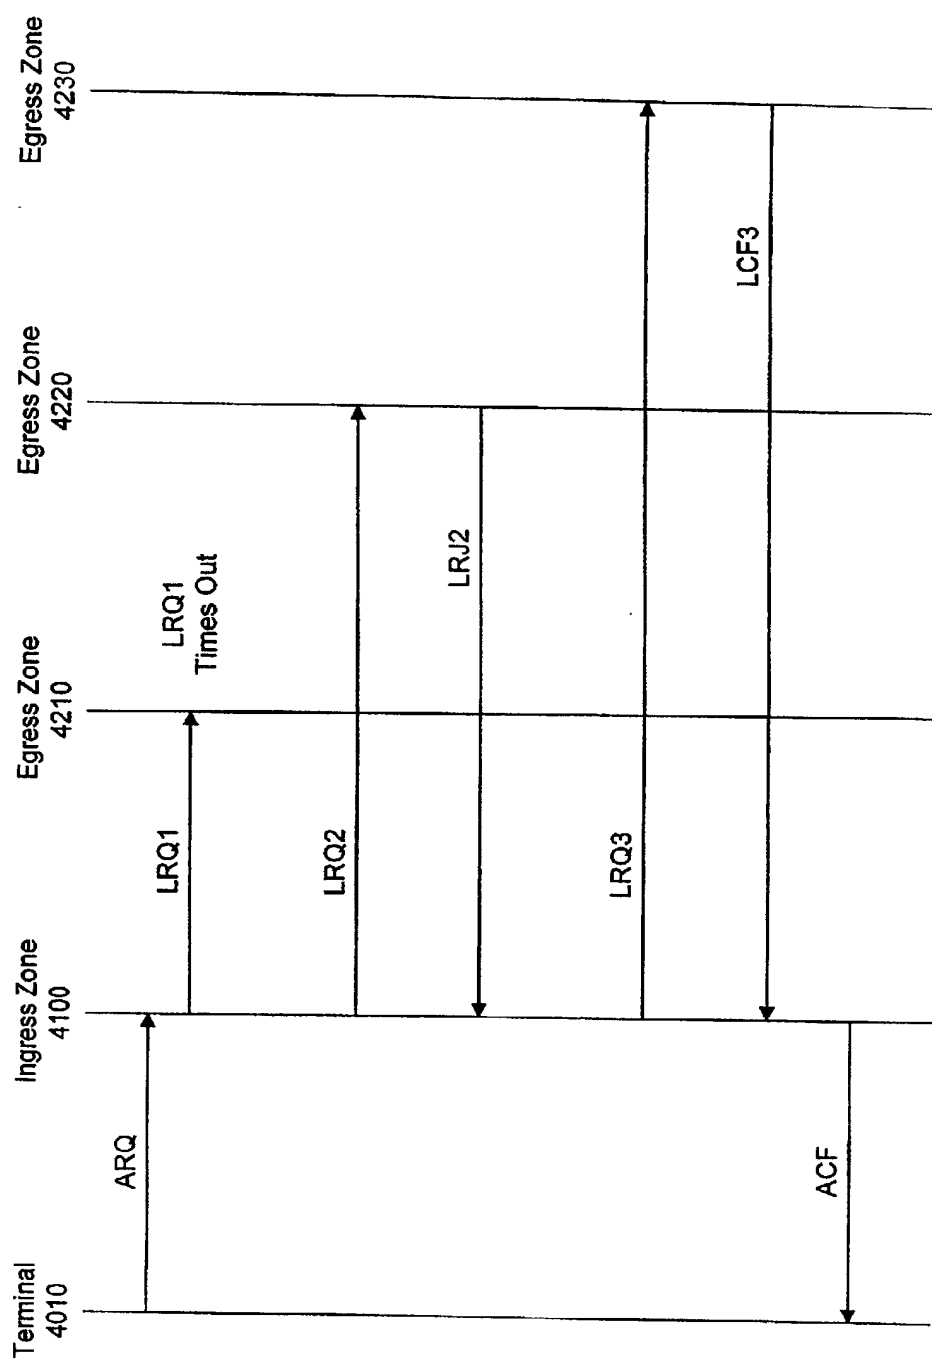 Terminal
4010
Ingress Zone
4100
Egress Zone
4210
Egress Zone
4220
Egress Zone
4230
ARQ
LRQ1
LRQ1
Times Out
LRQ2
LRJ2
LRQ3
LCF3
ACF